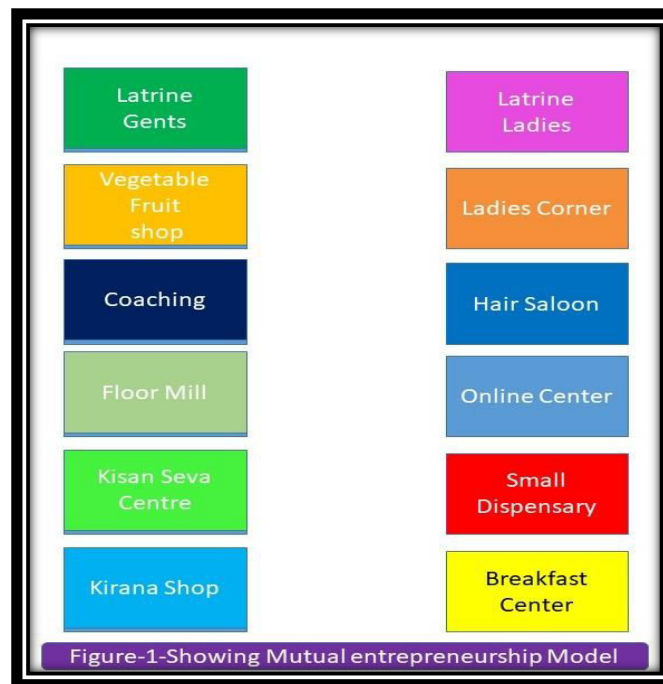 Latrine
Gents
Latrine
Ladies
Vegetable
Fruit
shop
Ladies Corner
Coaching
Hair Saloon
Floor Mill
Online Center
Kisan Seva
Centre
Small
Dispensary
Kirana Shop
Breakfast
Center
Figure-1-Showing Mutual entrepreneurship Model